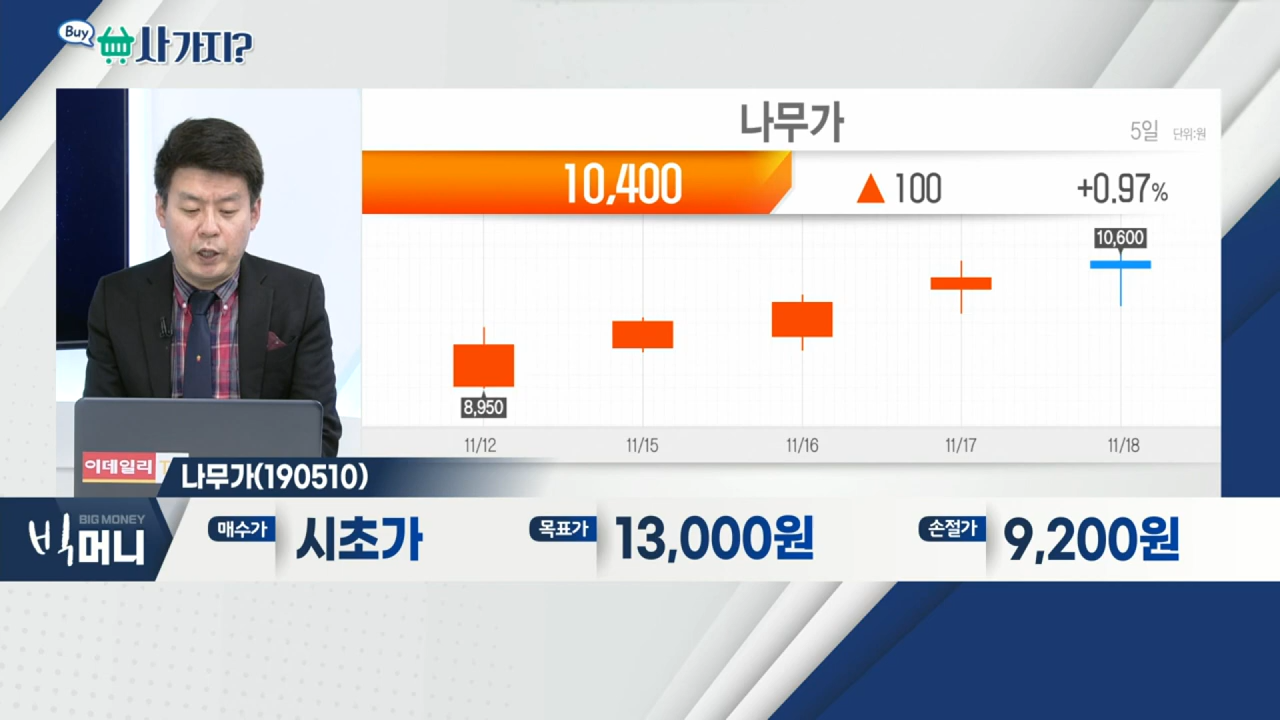 Buy
사가지?
나무가
5일 단위:원
10,400 ▲ 100 +0.97%
10,600
8,950
11/12 11/15 11/16 11/17 11/18
이데일리 T
나무가(190510)
BIG MONEY
빅머니
매수가 시초가 목표가 13,000원 손절가 9,200원